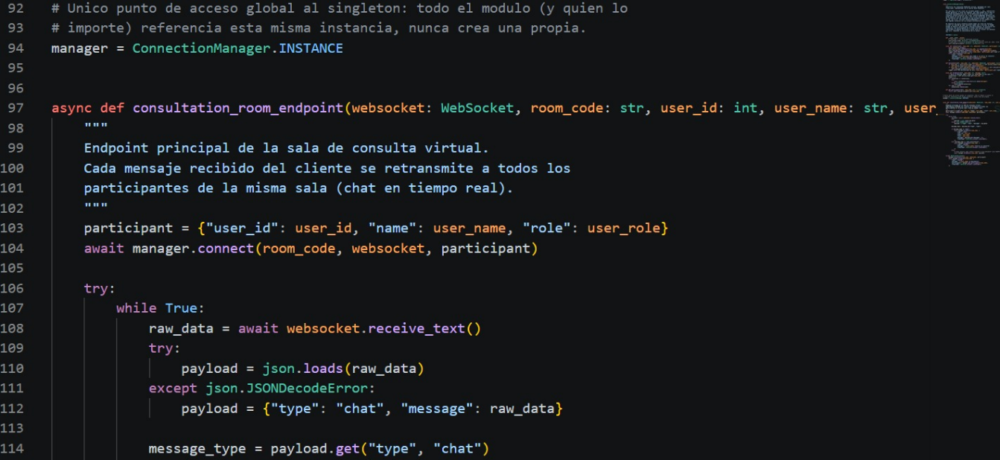 92 # Unico punto de acceso global al singleton: todo el modulo (y quien lo
93 # importe) referencia esta misma instancia, nunca crea una propia.
94 manager = ConnectionManager.INSTANCE
95
96
97 async def consultation_room_endpoint(websocket: WebSocket, room_code: str, user_id: int, user_name: str, user_
98 """
99 Endpoint principal de la sala de consulta virtual.
100 Cada mensaje recibido del cliente se retransmite a todos los
101 participantes de la misma sala (chat en tiempo real).
102 """
103 participant = {"user_id": user_id, "name": user_name, "role": user_role}
104 await manager.connect(room_code, websocket, participant)
105
106 try:
107 while True:
108 raw_data = await websocket.receive_text()
109 try:
110 payload = json.loads(raw_data)
111 except json.JSONDecodeError:
112 payload = {"type": "chat", "message": raw_data}
113
114 message_type = payload.get("type", "chat")